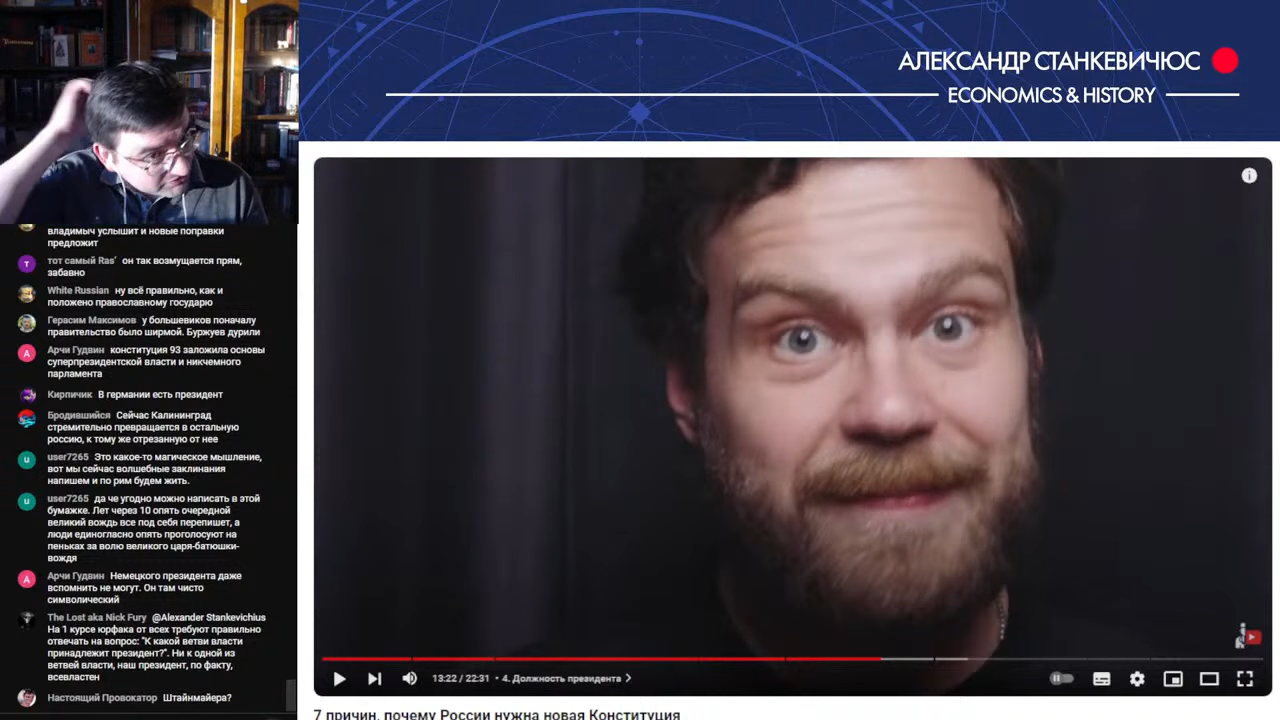 АЛЕКСАНДР СТАНКЕВИЧЮС
ECONOMICS & HISTORY
владимыч услышит и новые поправки
предложит
тот самый Ras' он так возмущается прям,
забавно
White Russian ну всё правильно, как и
положено православному государю
Герасим Максимов у большевиков поначалу
правительство было ширмой. Буржуев дурили
Арчи Гудвин конституция 93 заложила основы
суперпрезидентской власти и никчемного
парламента
Кирпичик В германии есть президент
Бродившийся Сейчас Калининград
стремительно превращается в остальную
россию, к тому же отрезанную от нее
user7265 Это какое-то магическое мышление,
вот мы сейчас волшебные заклинания
напишем и по рим будем жить.
user7265 да че угодно можно написать в этой
бумажке. Лет через 10 опять очередной
великий вождь все под себя перепишет, а
люди единогласно опять проголосуют на
пеньках за волю великого царя-батюшки-
вождя
Арчи Гудвин Немецкого президента даже
вспомнить не могут. Он там чисто
символический
The Lost aka Nick Fury @Alexander Stankevichius
На 1 курсе юрфака от всех требуют правильно
отвечать на вопрос: "К какой ветви власти
принадлежит президент?". Ни к одной из
ветвей власти, наш президент, по факту,
всевластен
Настоящий Провокатор Штайнмайера?
13:22 / 22:31 • 4. Должность президента
7 причин, почему России нужна новая Конституция